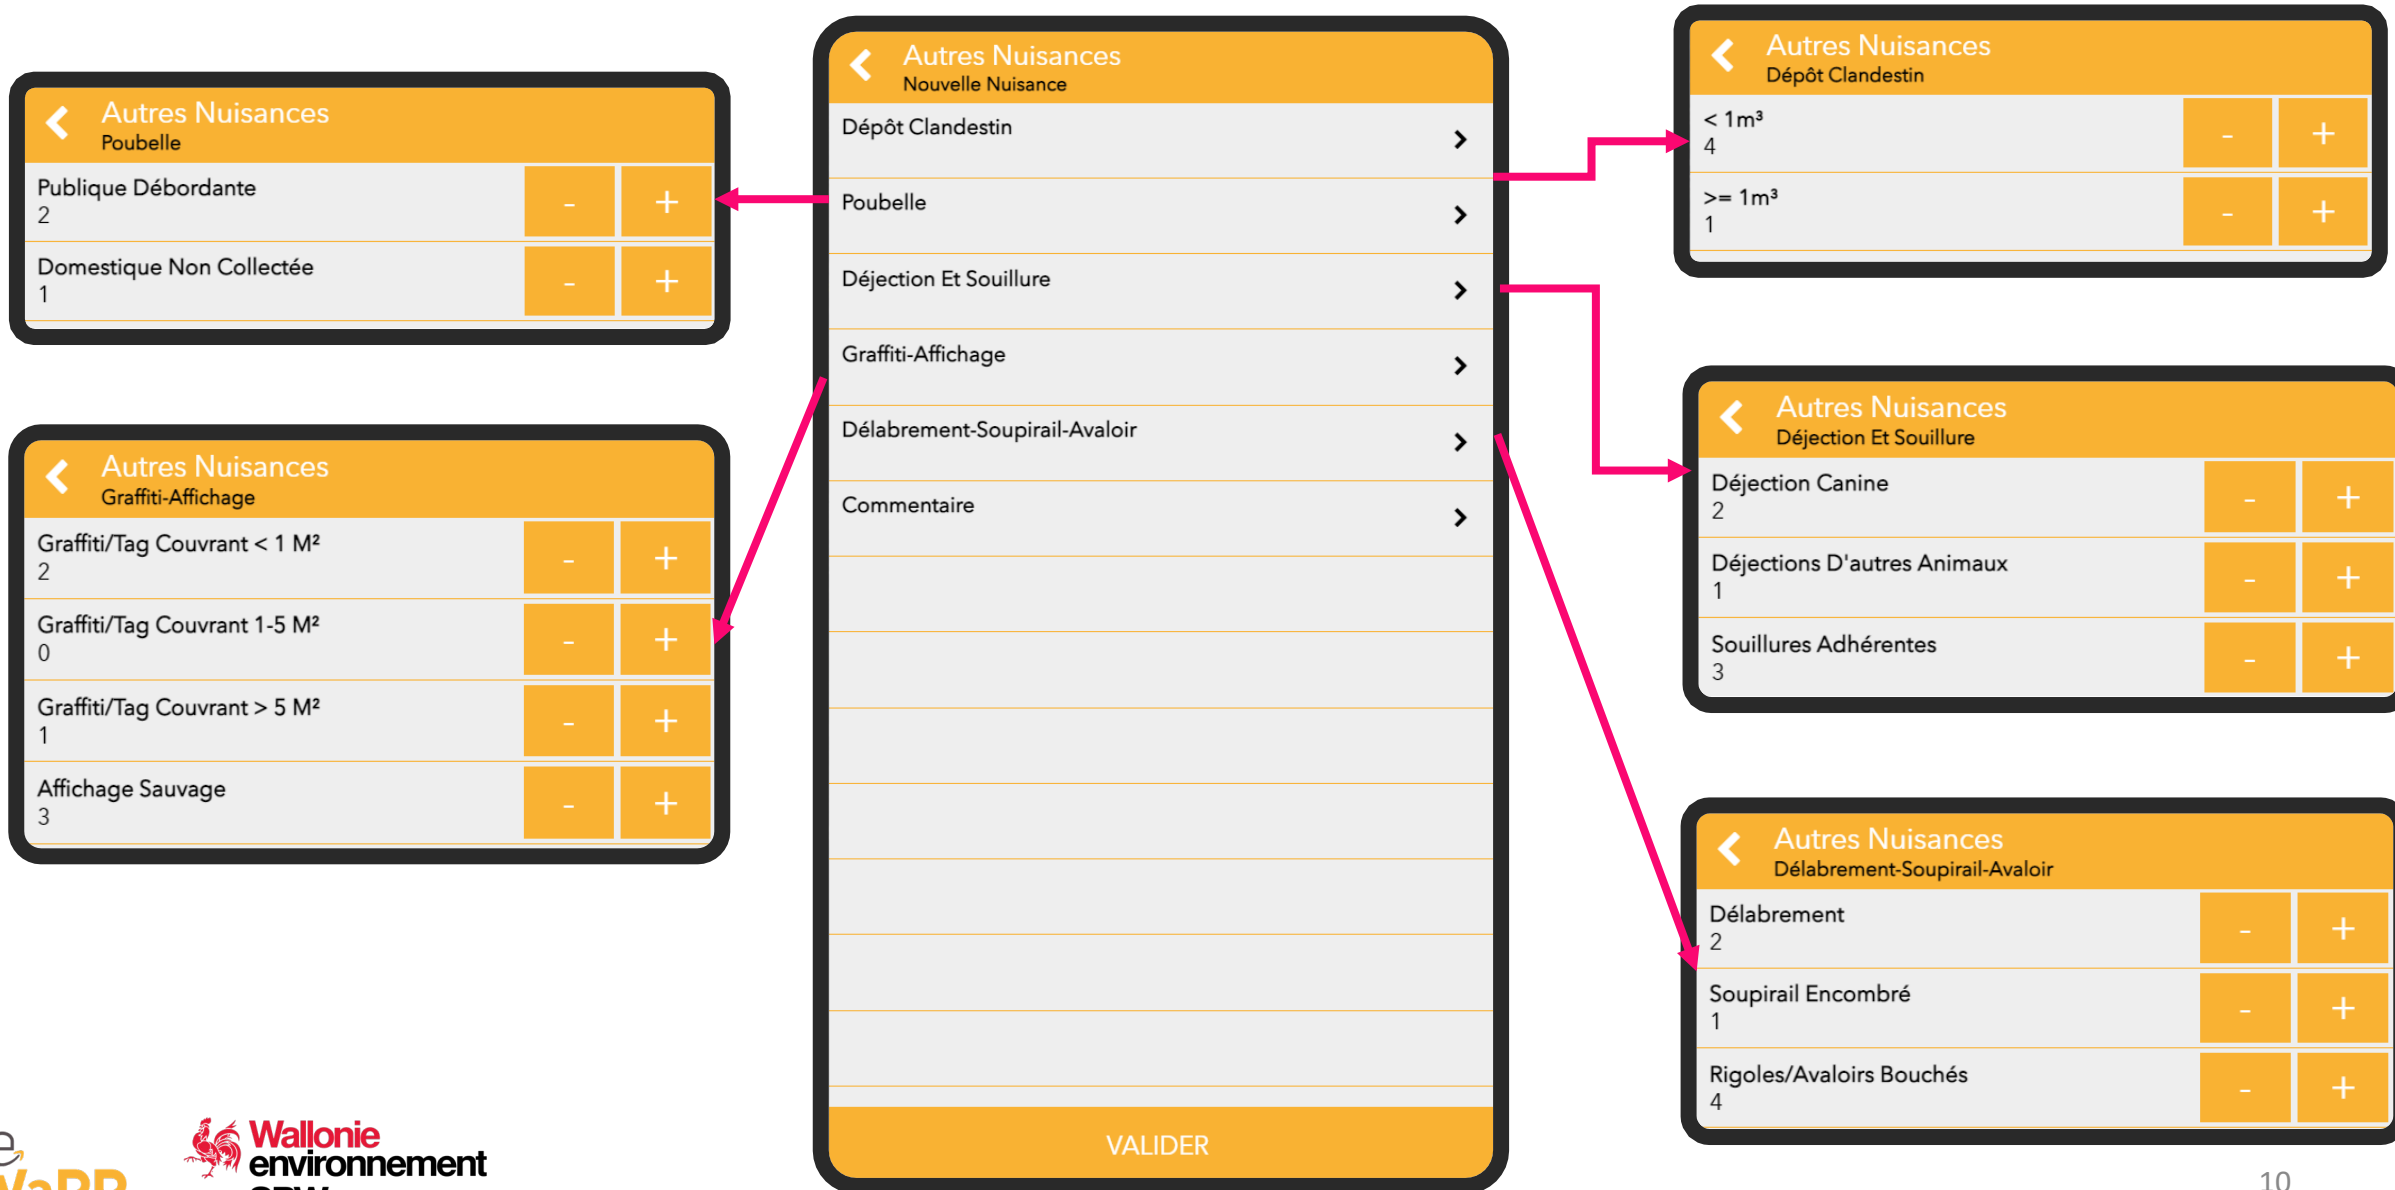 Autres Nuisances
Poubelle
Publique Débordante
2
-
+
Domestique Non Collectée
1
-
+
Autres Nuisances
Graffiti-Affichage
Graffiti/Tag Couvrant < 1 M²
2
-
+
Graffiti/Tag Couvrant 1-5 M²
0
-
+
Graffiti/Tag Couvrant > 5 M²
1
-
+
Affichage Sauvage
3
-
+
Autres Nuisances
Nouvelle Nuisance
Dépôt Clandestin
Poubelle
Déjection Et Souillure
Graffiti-Affichage
Délabrement-Soupirail-Avaloir
Commentaire
VALIDER
Autres Nuisances
Dépôt Clandestin
< 1m³
4
-
+
>= 1m³
1
-
+
Autres Nuisances
Déjection Et Souillure
Déjection Canine
2
-
+
Déjections D'autres Animaux
1
-
+
Souillures Adhérentes
3
-
+
Autres Nuisances
Délabrement-Soupirail-Avaloir
Délabrement
2
-
+
Soupirail Encombré
1
-
+
Rigoles/Avaloirs Bouchés
4
-
+
Wallonie
environnement
10